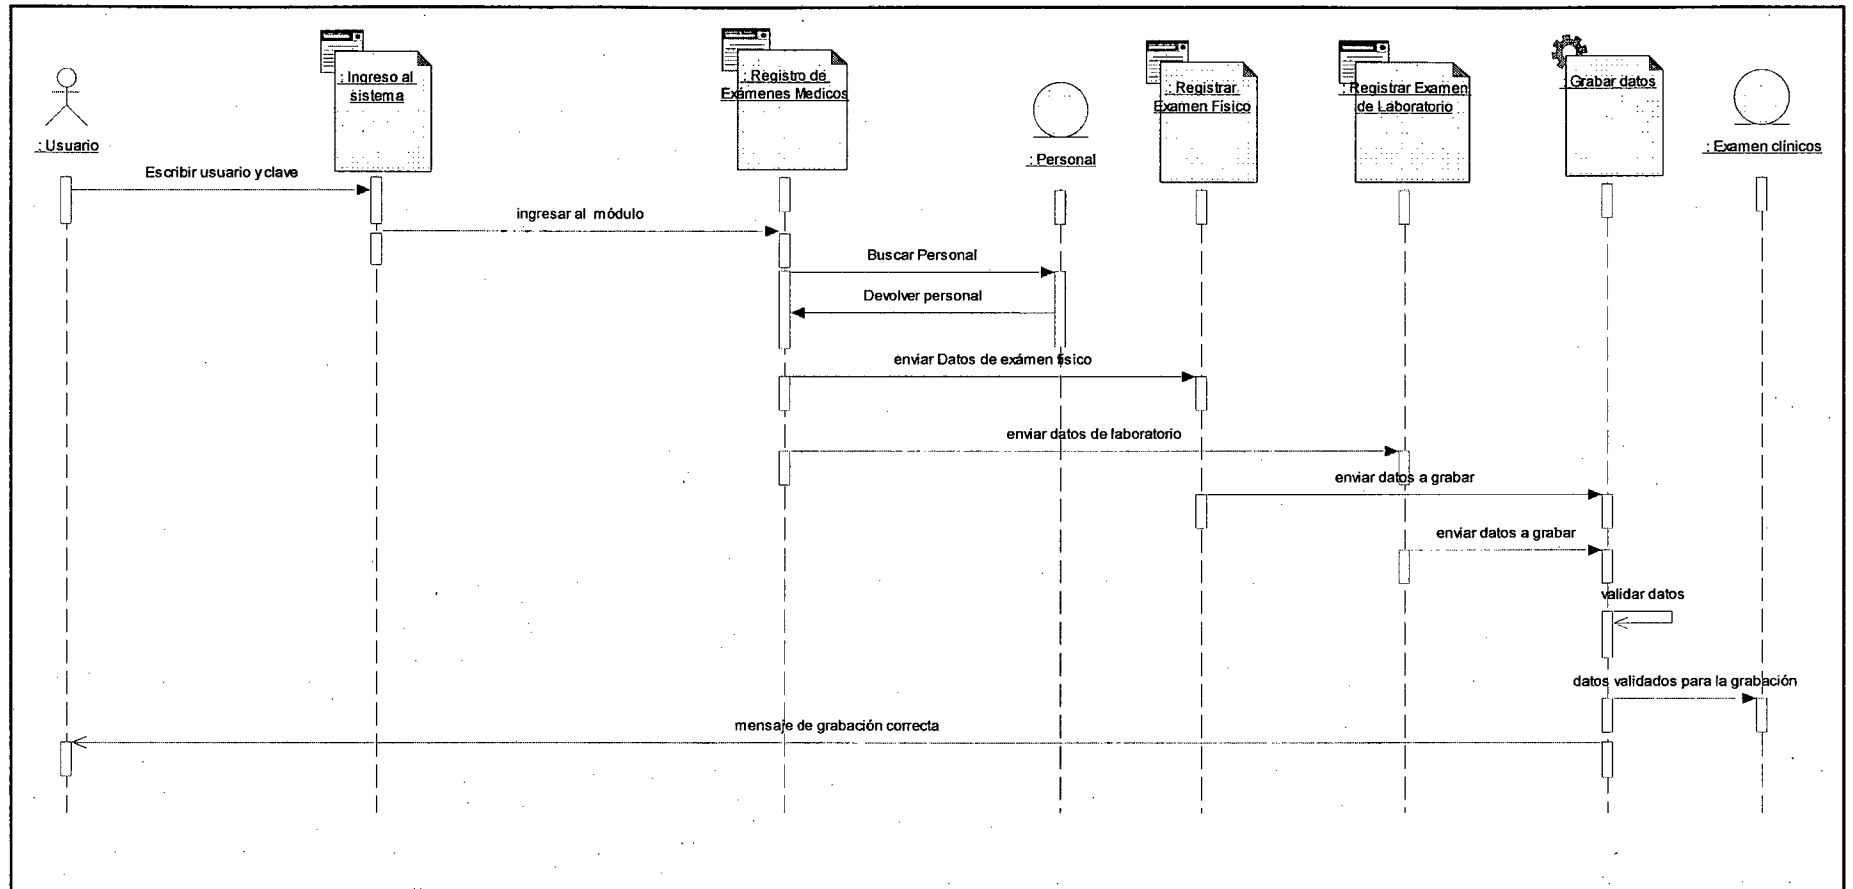 : Usuario
: Ingreso al
sistema
: Registro de
Exámenes Medicos
: Personal
: Registrar
Examen Físico
: Registrar Examen
de Laboratorio
: Grabar datos
: Examen clínicos
Escribir usuario y clave
ingresar al módulo
Buscar Personal
Devolver personal
enviar Datos de exámen físico
enviar datos de laboratorio
enviar datos a grabar
enviar datos a grabar
validar datos
datos validados para la grabación
mensaje de grabación correcta